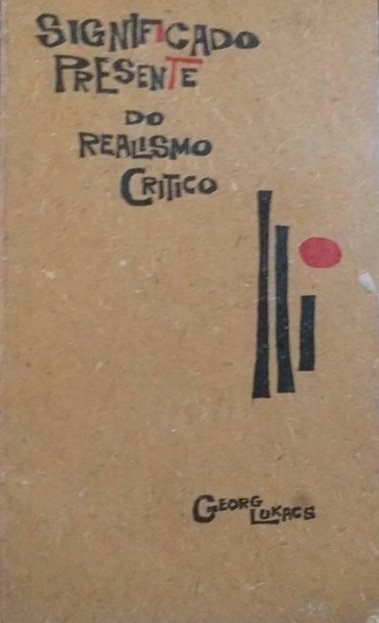 SIGNIFICADO
PRESENTE
DO
REALISMO
CRITICO
GEORG
LUKACS